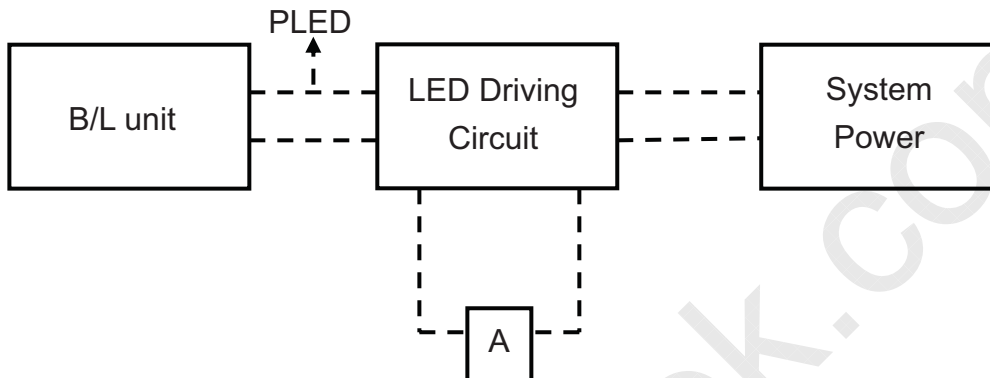 PLED
B/L unit
LED Driving
Circuit
System
Power
A